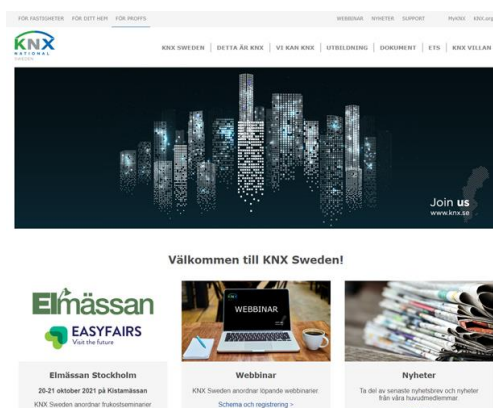 FÖR FASTIGHETER FÖR DITT HEM FÖR PROFFS WEBBINAR NYHETER SUPPORT MyKNX KNX.org
KNX
NATIONAL
SWEDEN
KNX SWEDEN | DETTA ÄR KNX | VI KAN KNX | UTBILDNING | DOKUMENT | ETS | KNX VILLAN
Join us
www.knx.se
Välkommen till KNX Sweden!
Elmässan
EASYFAIRS
Visit the future
KNX
WEBBINAR
Elmässan Stockholm
20-21 oktober 2021 på Kistamässan
KNX Sweden anordnar frukostseminarier
Webbinar
KNX Sweden anordnar löpande webbinarier.
Schema och registrering >
Nyheter
Ta del av senaste nyhetsbrev och nyheter
från våra huvudmedlemmar.